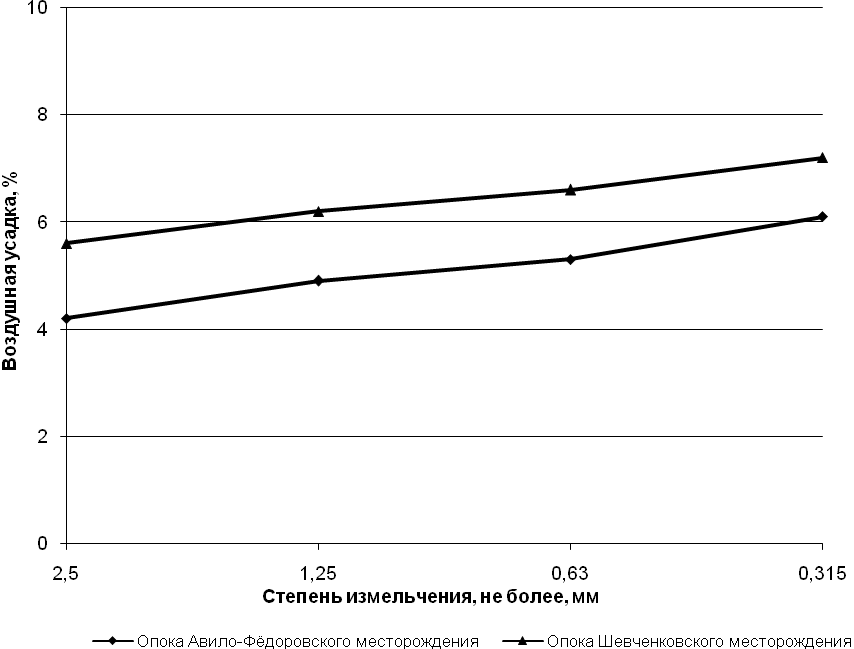 10
8
6
4
2
0
Воздушная усадка, %
2,5 1,25 0,63 0,315
Степень измельчения, не более, мм
Опока Авило-Фёдоровского месторождения Опока Шевченковского месторождения